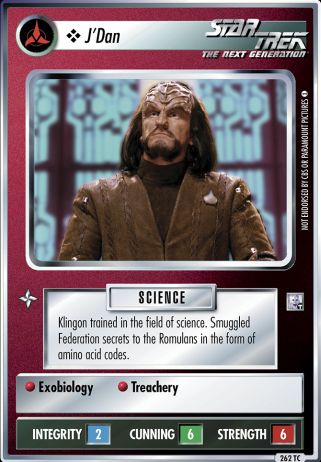 ❖ J'Dan
STAR TREK
THE NEXT GENERATION
NOT ENDORSED BY CBS OR PARAMOUNT PICTURES
SCIENCE
Klingon trained in the field of science. Smuggled
Federation secrets to the Romulans in the form of
amino acid codes.
Exobiology Treachery
INTEGRITY 2 CUNNING 6 STRENGTH 6
262 TC